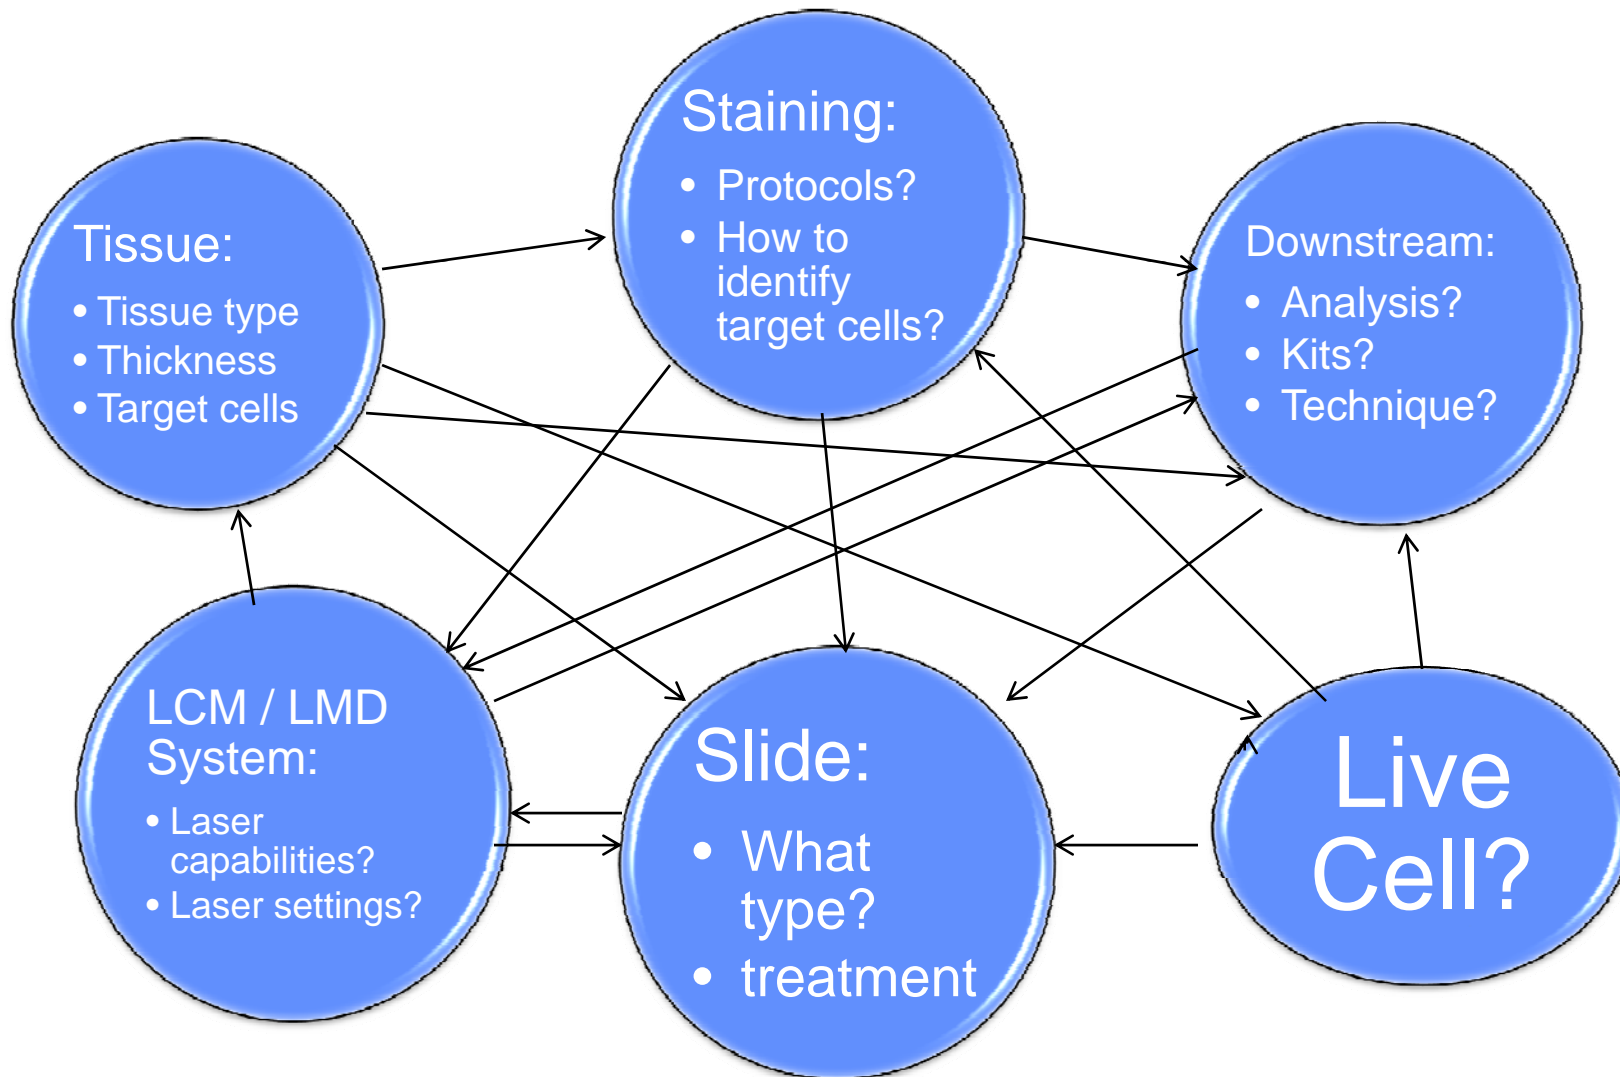 Tissue:
• Tissue type
• Thickness
• Target cells
Staining:
• Protocols?
• How to
identify
target cells?
Downstream:
• Analysis?
• Kits?
• Technique?
LCM / LMD
System:
• Laser
capabilities?
• Laser settings?
Slide:
• What
type?
• treatment
Live
Cell?